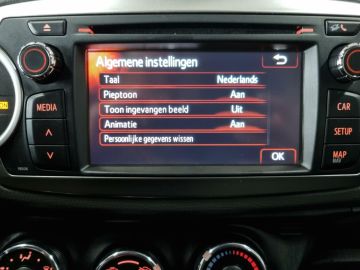 Algemene instellingen
Taal Nederlands
Pieptoon Aan
Toon ingevangen beeld Uit
Animatie Aan
Persoonlijke gegevens wissen
OK
MEDIA
CAR
SETUP
MAP
NAV